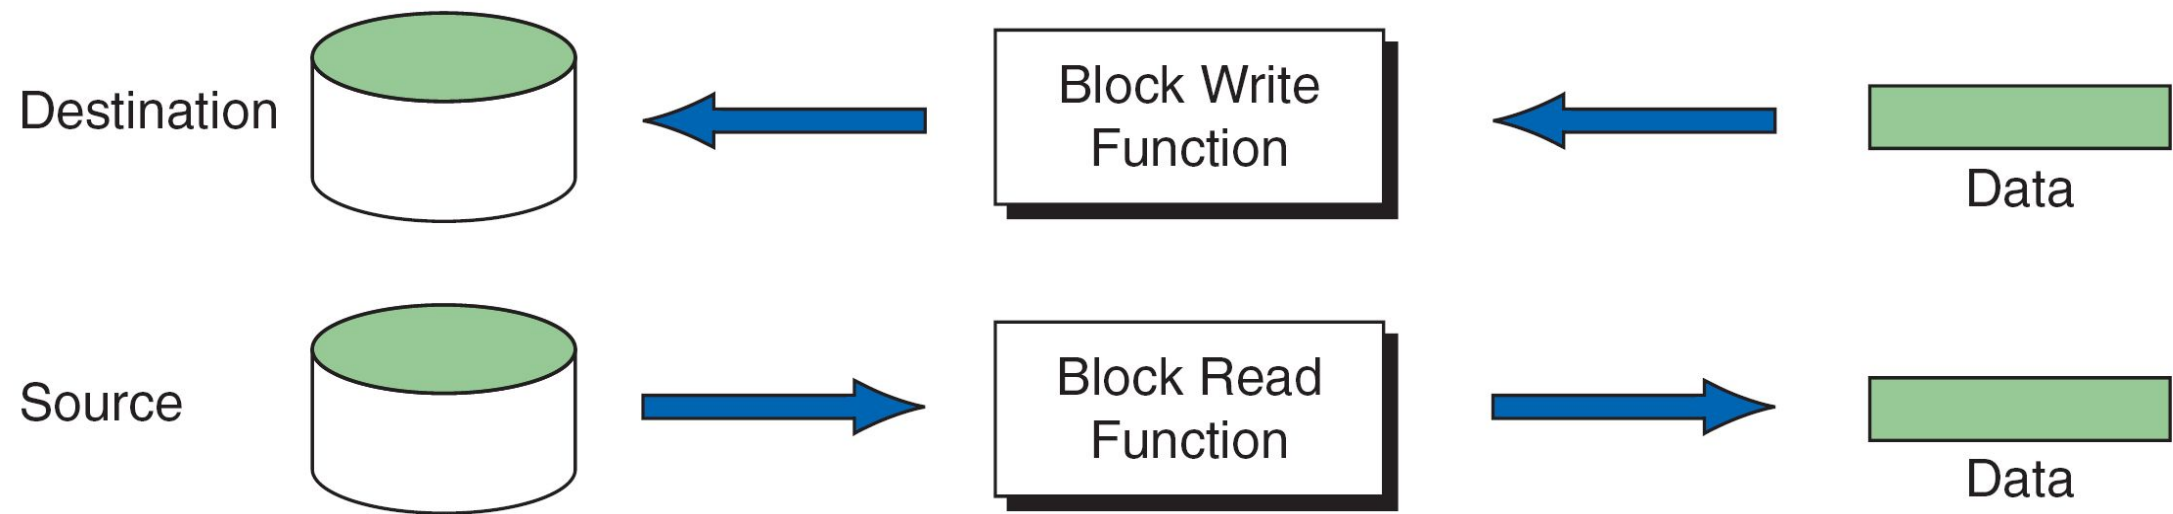 Destination
Block Write
Function
Data
Source
Block Read
Function
Data